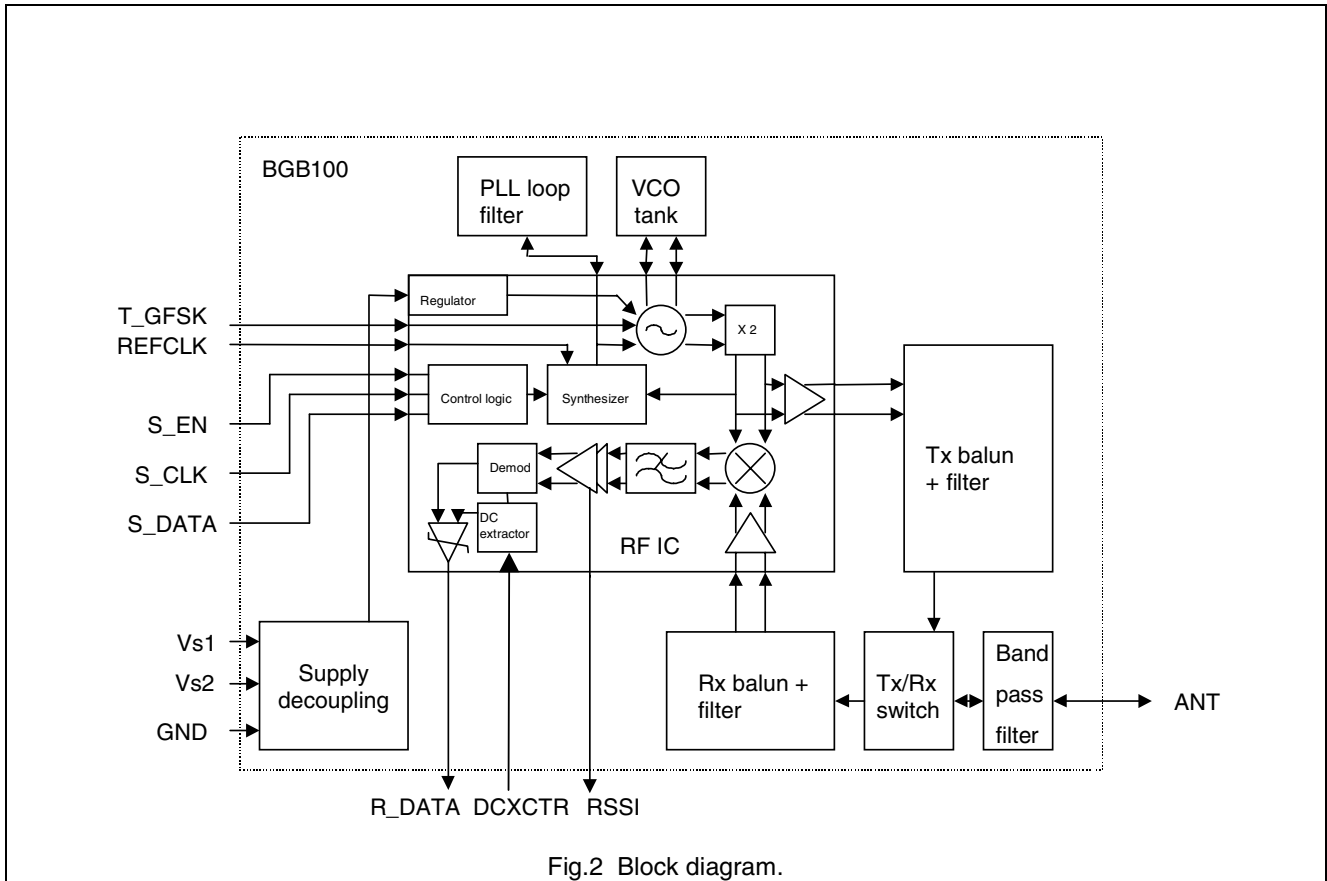 BGB100
PLL loop
filter
VCO
tank
Regulator
T_GFSK
REFCLK
X 2
S_EN
Control logic
Synthesizer
S_CLK
S_DATA
Demod
DC
extractor
RF IC
Tx balun
+ filter
Vs1
Vs2
GND
Supply
decoupling
Rx balun +
filter
Tx/Rx
switch
Band
pass
filter
ANT
R_DATA DCXCTR RSSI
Fig.2 Block diagram.